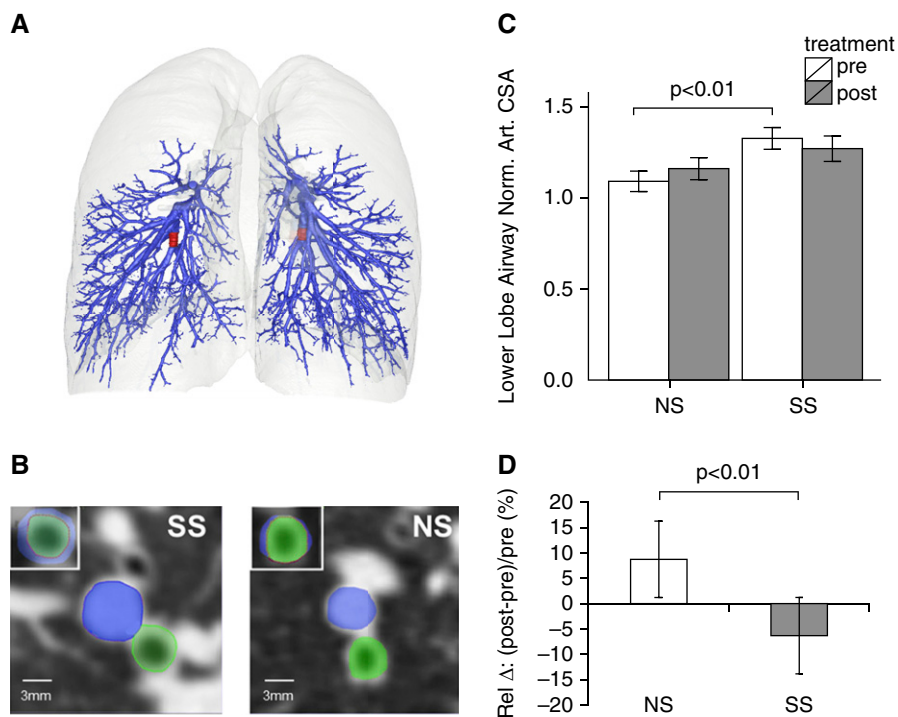 A
B
SS
3mm
NS
3mm
C
treatment
pre
post
p<0.01
Lower Lobe Airway Norm. Art. CSA
1.5
1.0
0.5
0.0
NS
SS
D
p<0.01
Rel Δ: (post-pre)/pre (%)
20
15
10
5
0
−5
−10
−15
−20
NS
SS